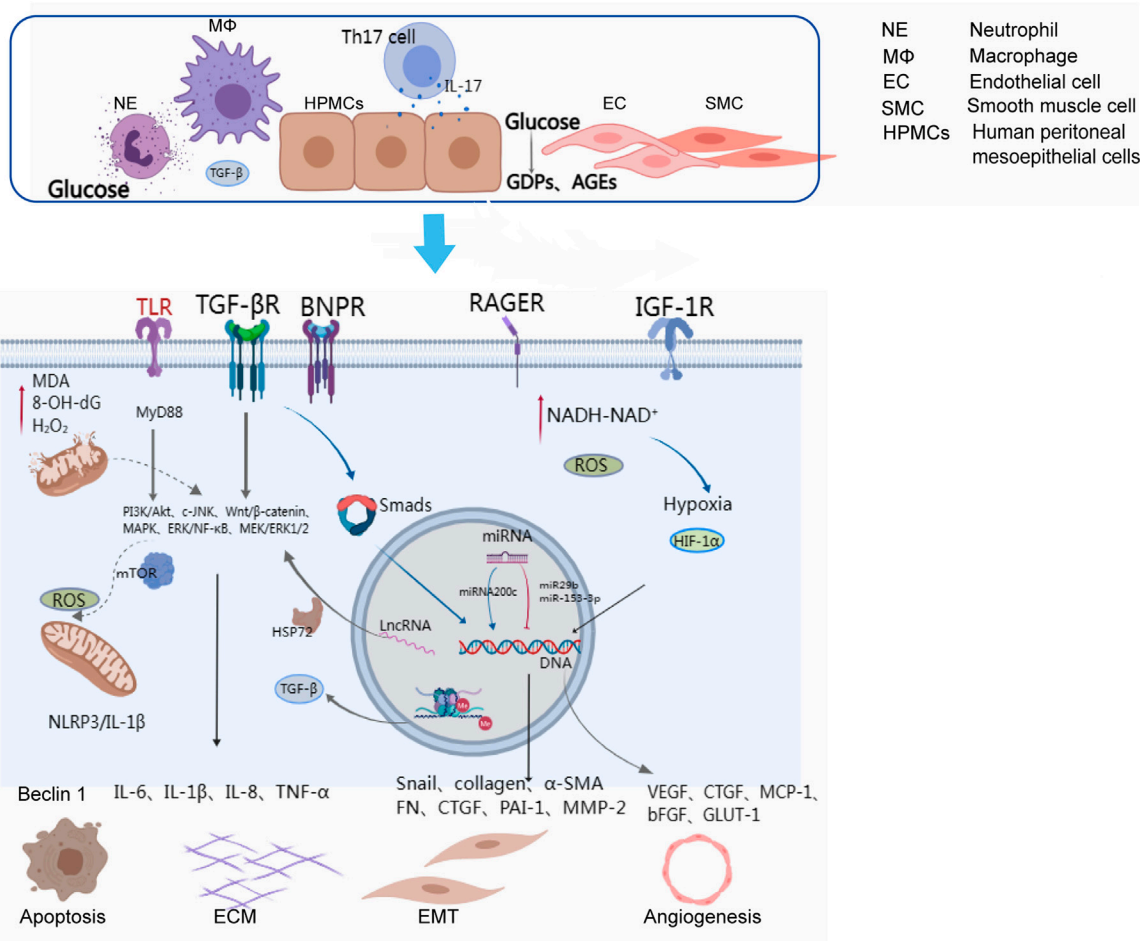 MΦ
Th17 cell
IL-17
NE
HPMCs
EC
SMC
Glucose
TGF-β
Glucose
GDPs、AGEs
NE Neutrophil
MΦ Macrophage
EC Endothelial cell
SMC Smooth muscle cell
HPMCs Human peritoneal
mesoepithelial cells
TLR
TGF-βR
BNPR
RAGER
IGF-1R
MDA
8-OH-dG
H₂O₂
MyD88
NADH-NAD⁺
ROS
Hypoxia
HIF-1α
PI3K/Akt、c-JNK、Wnt/β-catenin、
MAPK、ERK/NF-κB、MEK/ERK1/2
Smads
mTOR
ROS
NLRP3/IL-1β
HSP72
TGF-β
miRNA
miRNA200c
miR29b
miR-153-3p
LncRNA
DNA
Me
Me
Beclin 1
IL-6、IL-1β、IL-8、TNF-α
Snail、collagen、α-SMA
FN、CTGF、PAI-1、MMP-2
VEGF、CTGF、MCP-1、
bFGF、GLUT-1
Apoptosis
ECM
EMT
Angiogenesis